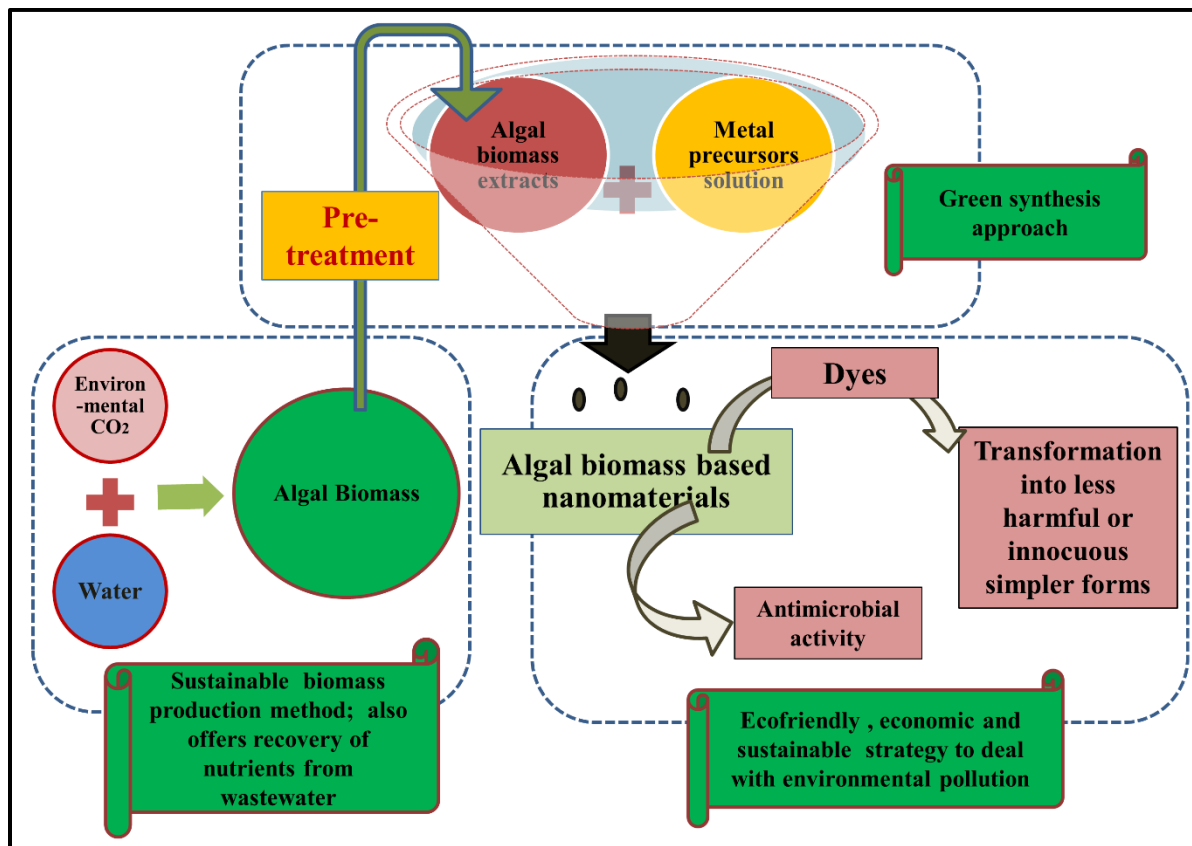 Algal
biomass
extracts
Metal
precursors
solution
Green synthesis
approach
Pre-
treatment
Environ
-mental
CO₂
Water
Algal Biomass
Dyes
Algal biomass based
nanomaterials
Transformation
into less
harmful or
innocuous
simpler forms
Antimicrobial
activity
Sustainable biomass
production method; also
offers recovery of
nutrients from
wastewater
Ecofriendly , economic and
sustainable strategy to deal
with environmental pollution